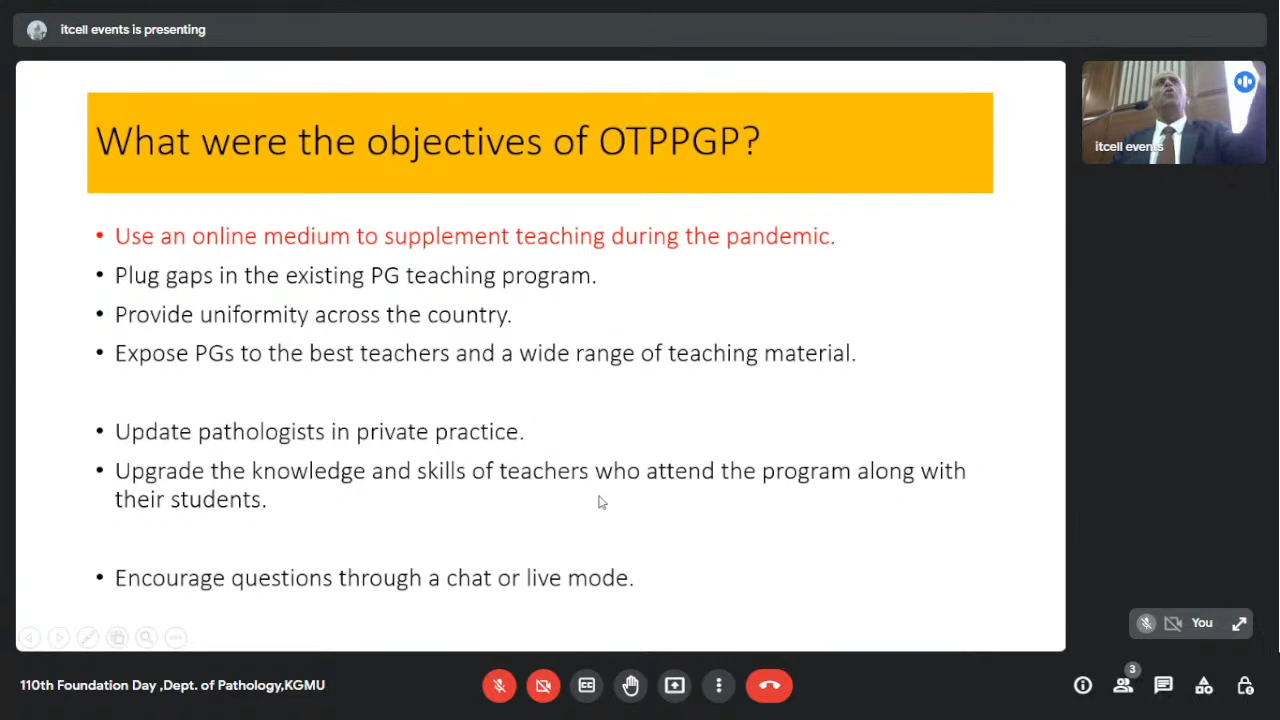 itcell events is presenting
What were the objectives of OTPPGP?
• Use an online medium to supplement teaching during the pandemic.
• Plug gaps in the existing PG teaching program.
• Provide uniformity across the country.
• Expose PGs to the best teachers and a wide range of teaching material.
• Update pathologists in private practice.
• Upgrade the knowledge and skills of teachers who attend the program along with
their students.
• Encourage questions through a chat or live mode.
itcell events
You
110th Foundation Day ,Dept. of Pathology,KGMU
3